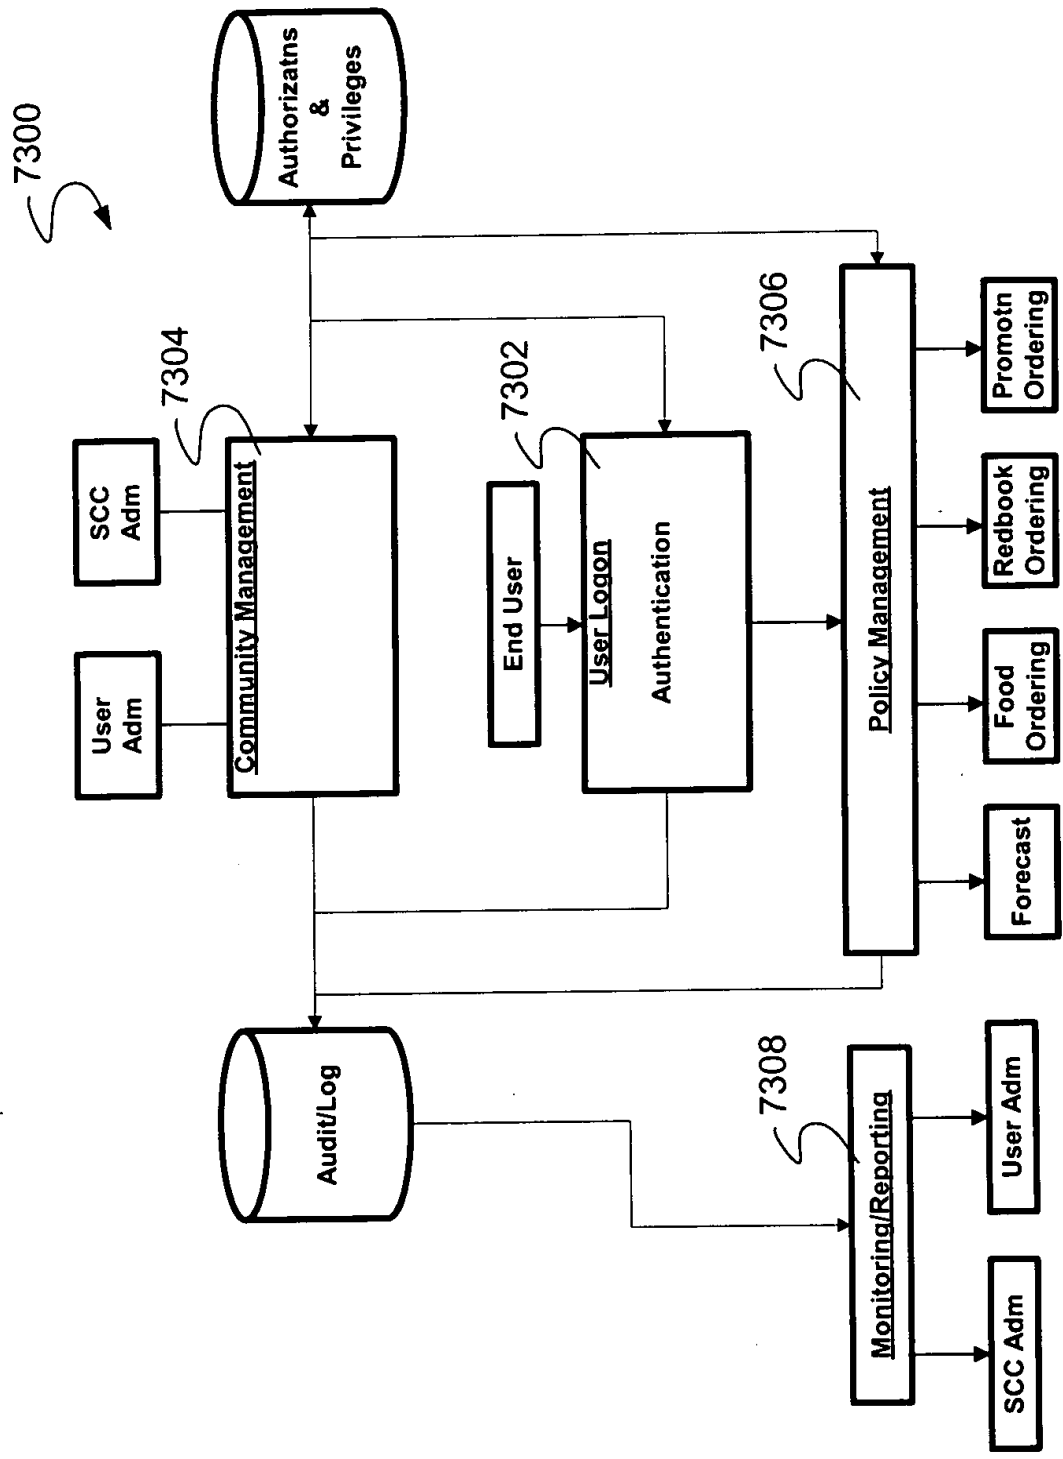 7300
User
Adm
SCC
Adm
7304
Community Management
Audit/Log
Authorizatns
&
Privileges
End User
7302
User Logon
Authentication
7308
Monitoring/Reporting
7306
Policy Management
SCC Adm
User Adm
Forecast
Food
Ordering
Redbook
Ordering
Promotn
Ordering